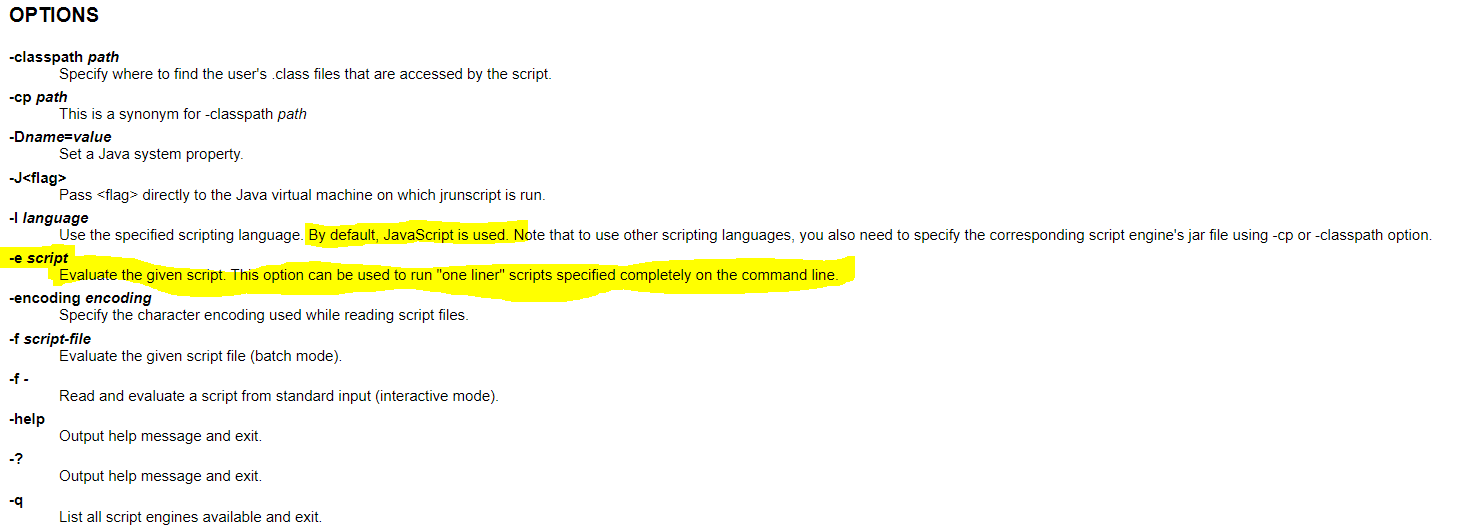 OPTIONS
-classpath path
Specify where to find the user's .class files that are accessed by the script.
-cp path
This is a synonym for -classpath path
-Dname=value
Set a Java system property.
-J<flag>
Pass <flag> directly to the Java virtual machine on which jrunscript is run.
-l language
Use the specified scripting language. By default, JavaScript is used. Note that to use other scripting languages, you also need to specify the corresponding script engine's jar file using -cp or -classpath option.
-e script
Evaluate the given script. This option can be used to run "one liner" scripts specified completely on the command line.
-encoding encoding
Specify the character encoding used while reading script files.
-f script-file
Evaluate the given script file (batch mode).
-f -
Read and evaluate a script from standard input (interactive mode).
-help
Output help message and exit.
-?
Output help message and exit.
-q
List all script engines available and exit.